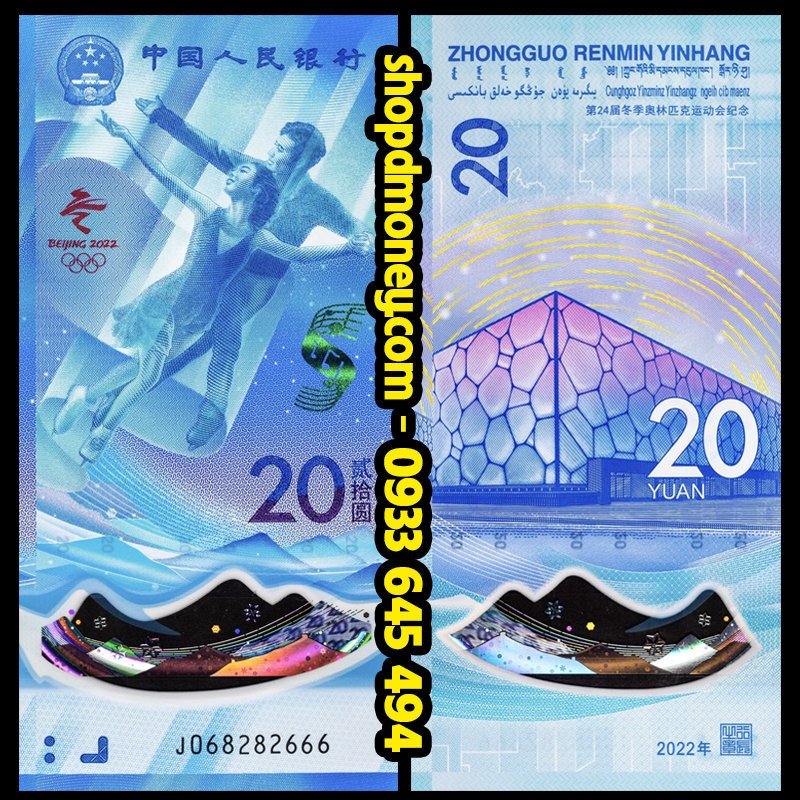 中国人民银行
BEIJING 2022
20
贰拾圆
J068282666
shopdmoney.com - 0933 645 494
ZHONGGUO RENMIN YINHANG
Cunghgoz Yinzminz Yinzhangz ngeih cib maenz
第24届冬季奥林匹克运动会纪念
20
20
YUAN
2022年